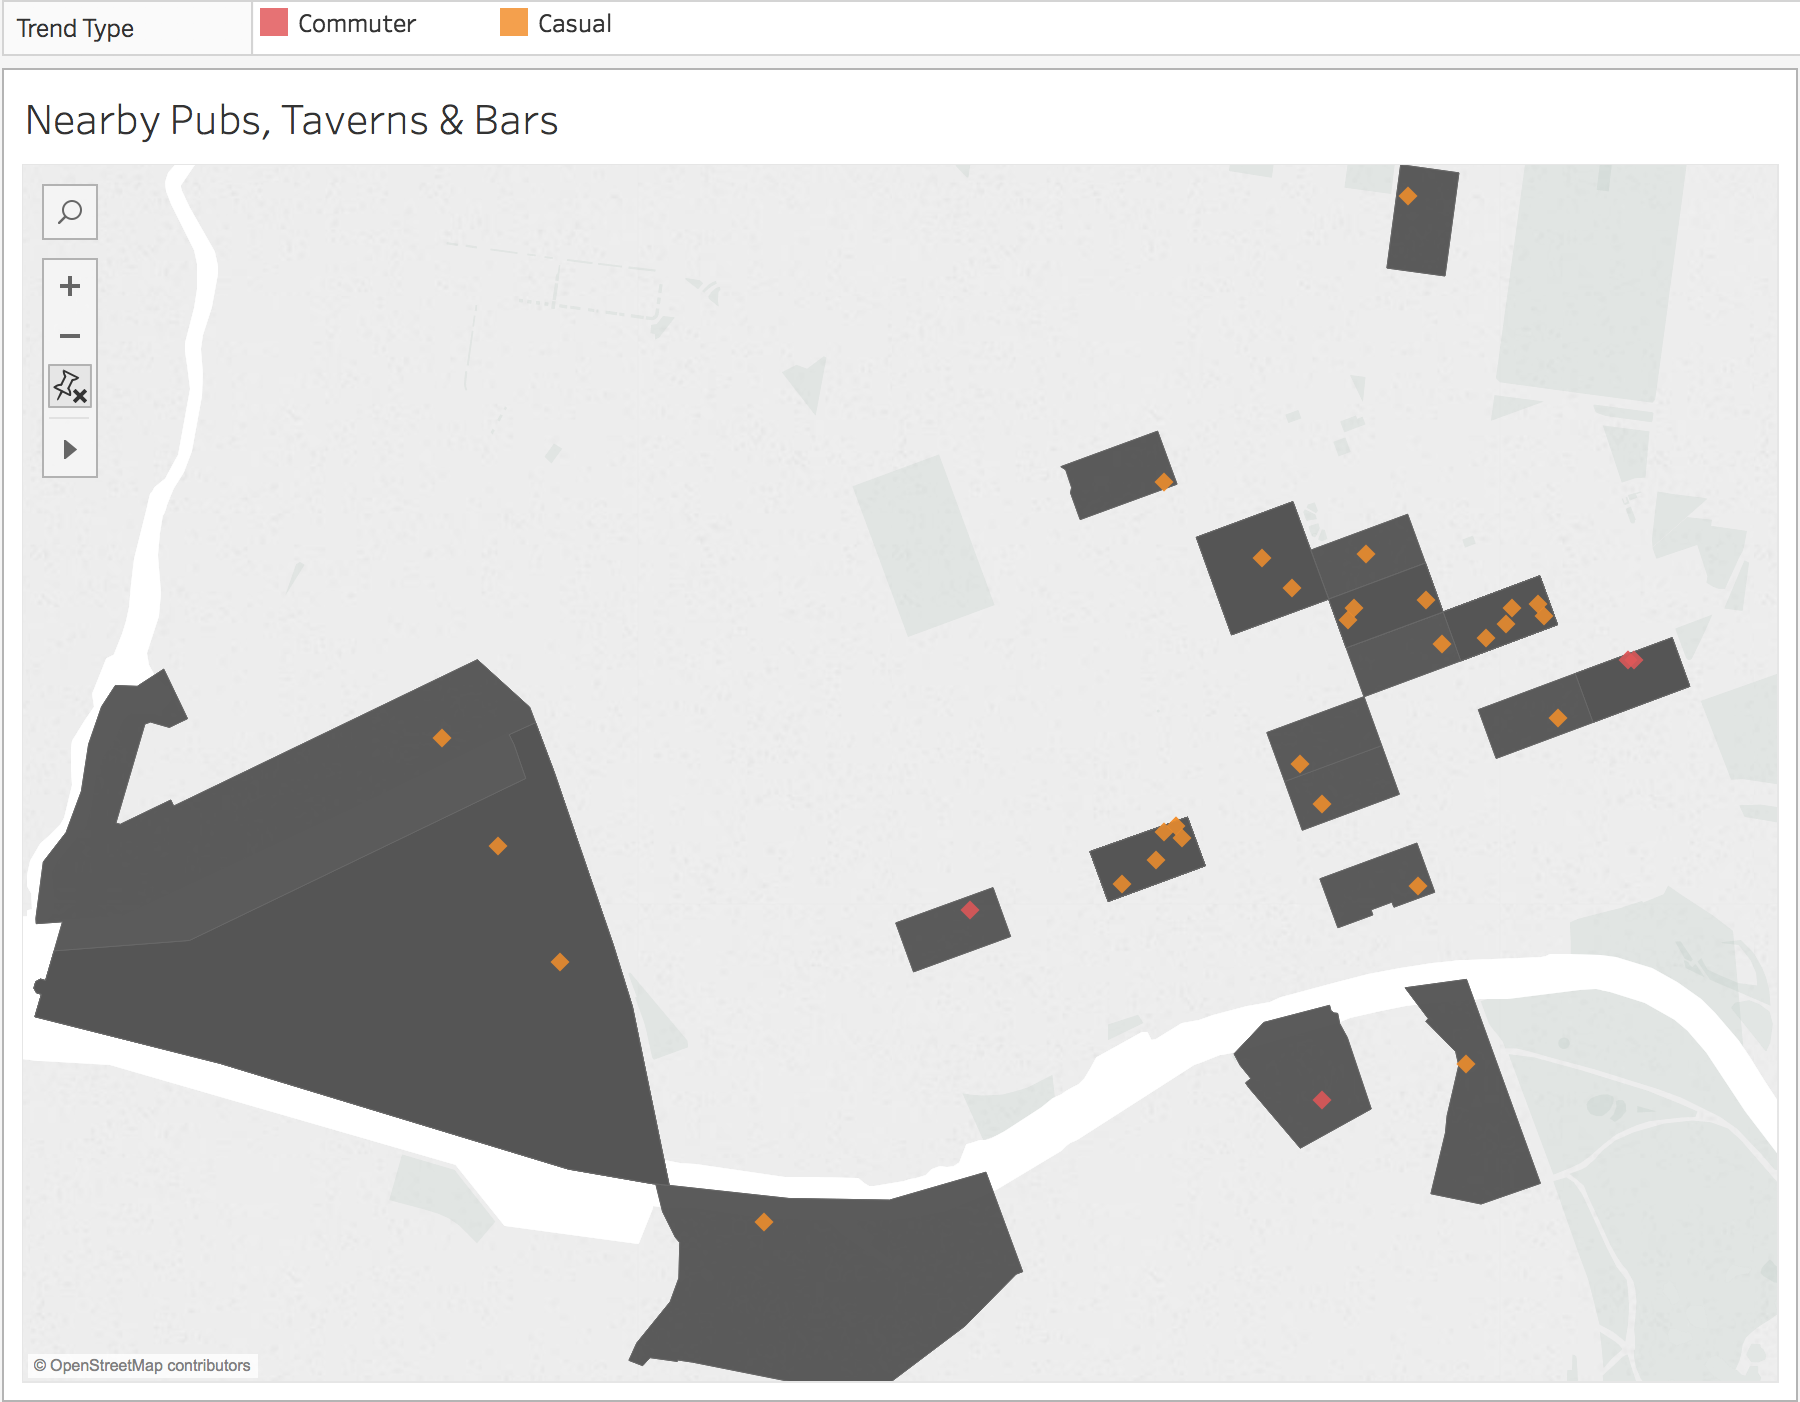 Trend Type
Commuter
Casual
Nearby Pubs, Taverns & Bars
© OpenStreetMap contributors